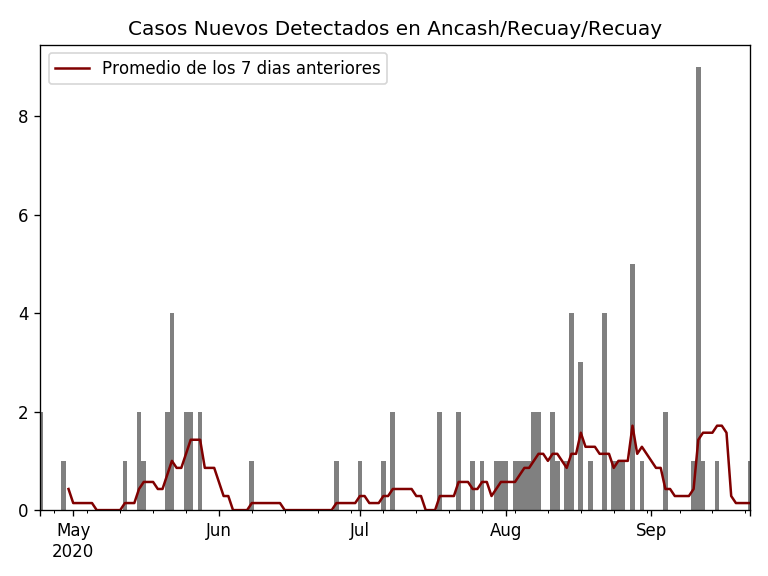 Casos Nuevos Detectados en Ancash/Recuay/Recuay
Promedio de los 7 dias anteriores
8
6
4
2
0
May Jun Jul Aug Sep
2020